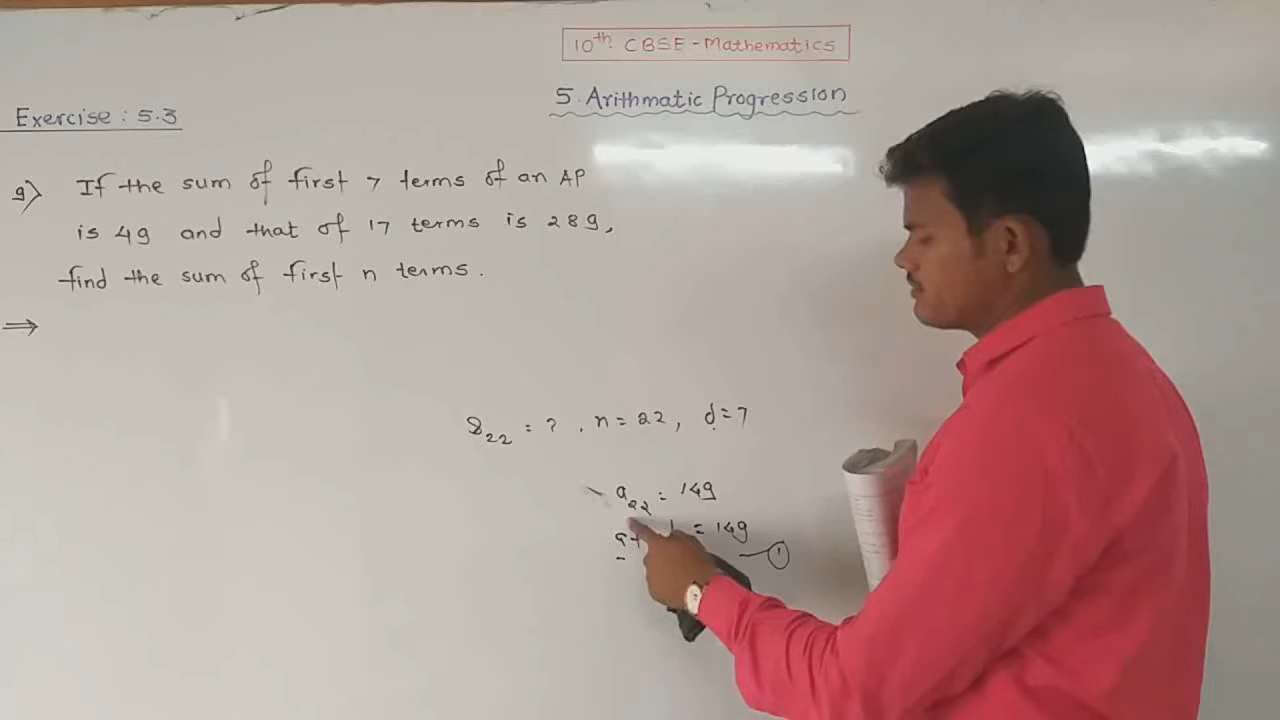 10th CBSE - Mathematics
5. Arithmatic Progression
Exercise : 5.3
9) If the sum of first 7 terms of an AP
is 49 and that of 17 terms is 289,
find the sum of first n terms.
⇒
S22 = ? , n = 22, d = 7
a22 = 149
a+ = 149
1